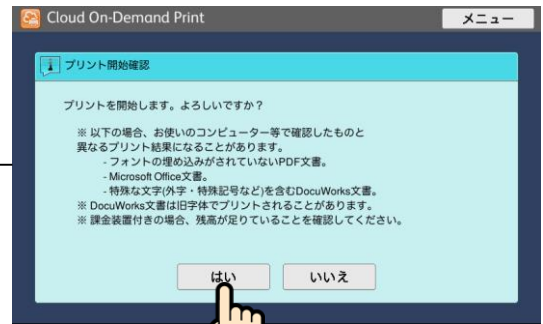 Cloud On-Demand Print
メニュー
プリント開始確認
プリントを開始します。よろしいですか？
※ 以下の場合、お使いのコンピューター等で確認したものと
異なるプリント結果になることがあります。
- フォントの埋め込みがされていないPDF文書。
- Microsoft Office文書。
- 特殊な文字(外字・特殊記号など)を含むDocuWorks文書。
※ DocuWorks文書は旧字体でプリントされることがあります。
※ 課金装置付きの場合、残高が足りていることを確認してください。
はい
いいえ